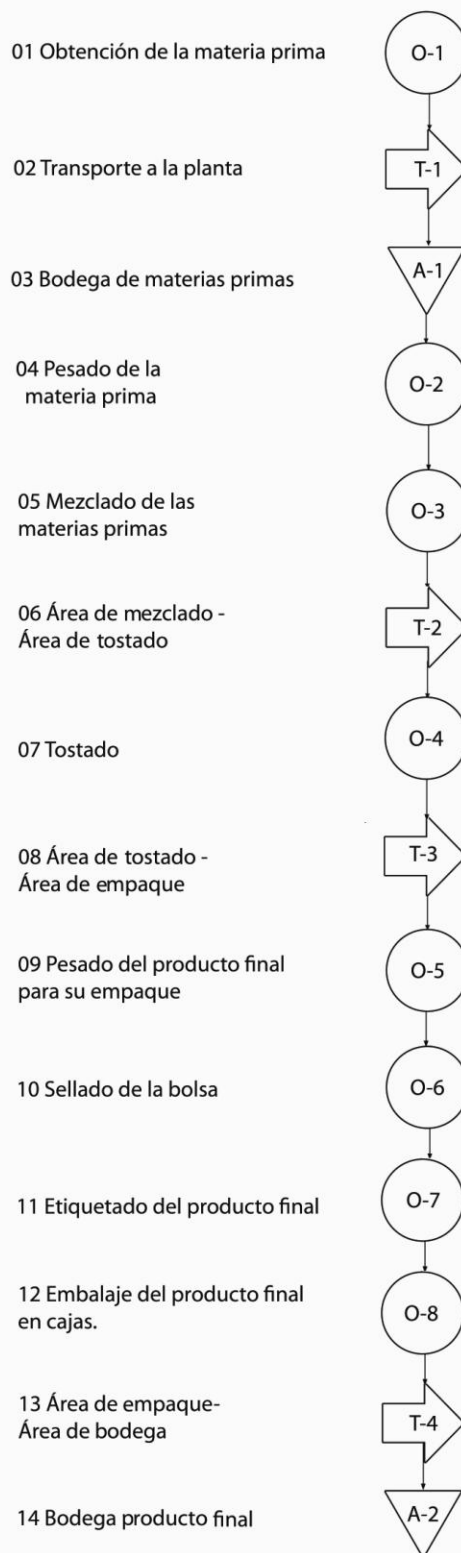 01 Obtención de la materia prima
O-1
02 Transporte a la planta
T-1
03 Bodega de materias primas
A-1
04 Pesado de la
materia prima
O-2
05 Mezclado de las
materias primas
O-3
06 Área de mezclado -
Área de tostado
T-2
07 Tostado
O-4
08 Área de tostado -
Área de empaque
T-3
09 Pesado del producto final
para su empaque
O-5
10 Sellado de la bolsa
O-6
11 Etiquetado del producto final
O-7
12 Embalaje del producto final
en cajas.
O-8
13 Área de empaque-
Área de bodega
T-4
14 Bodega producto final
A-2